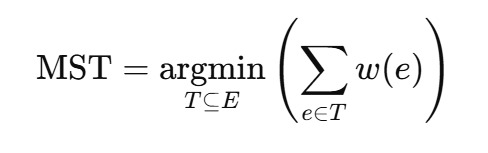 MST = argmin_{T⊆E} (∑_{e∈T} w(e))